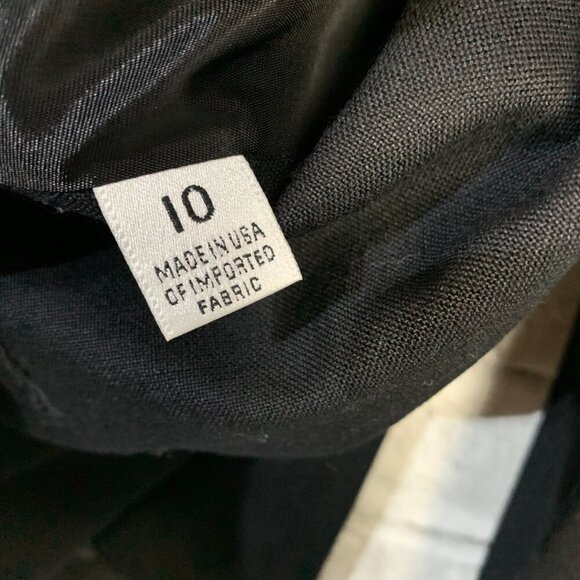 10
MADE IN USA
OF IMPORTED
FABRIC